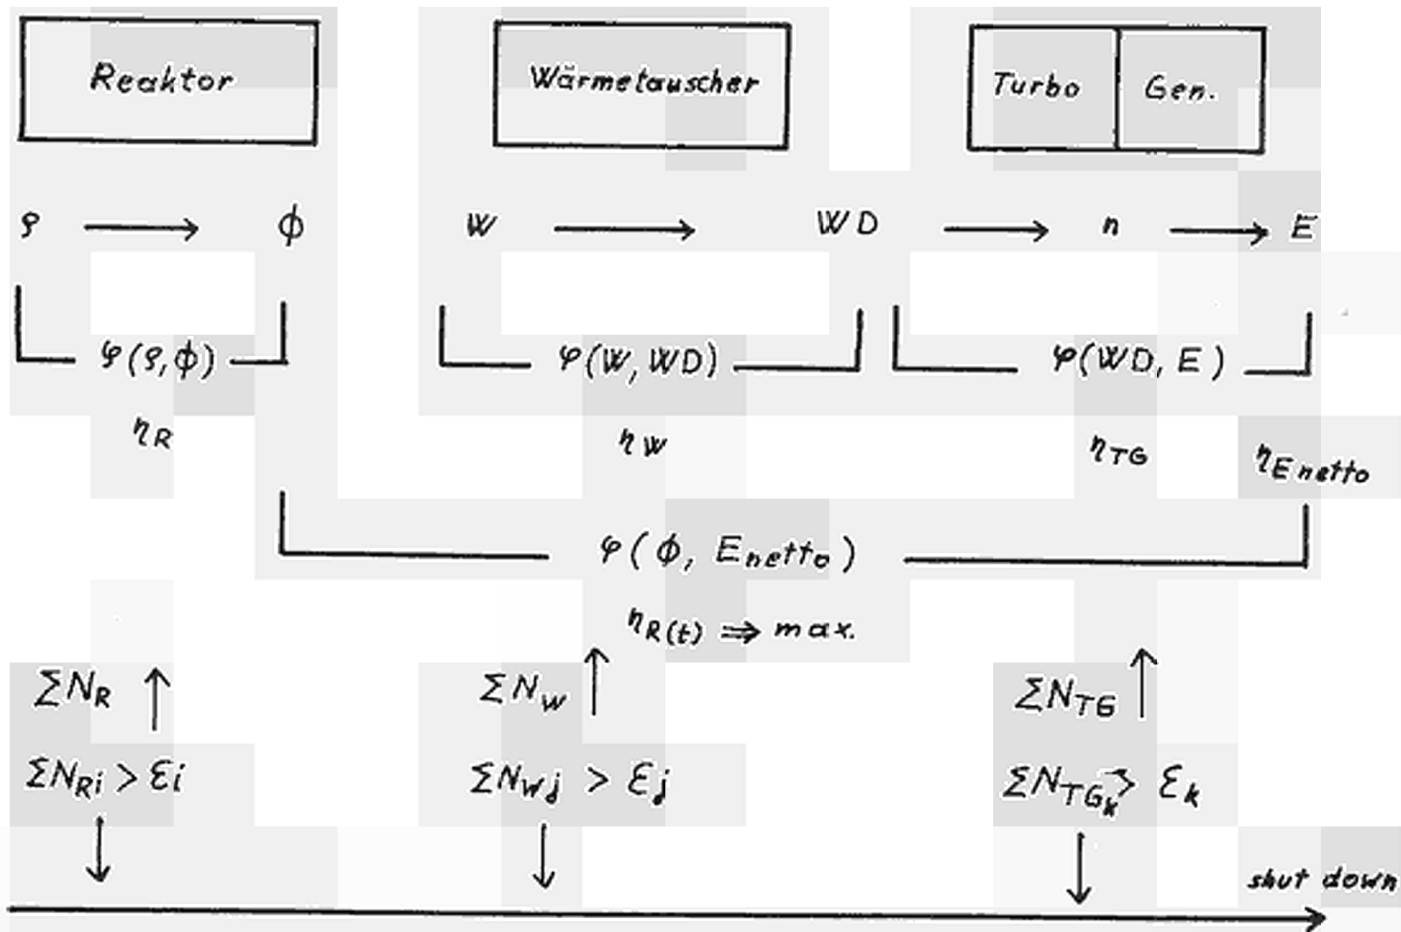 Reaktor Wärmetauscher Turbo Gen.
ρ → ϕ W → WD → n → E
φ(ρ,ϕ) φ(W, WD) φ(WD, E)
ηR ηW ηTG ηE netto
φ(ϕ, Enetto)
ηR(t) ⇒ max.
ΣNR ↑ ΣNW ↑ ΣNTG ↑
ΣNRi > εi ΣNWj > εj ΣNTGk > εk
shut down